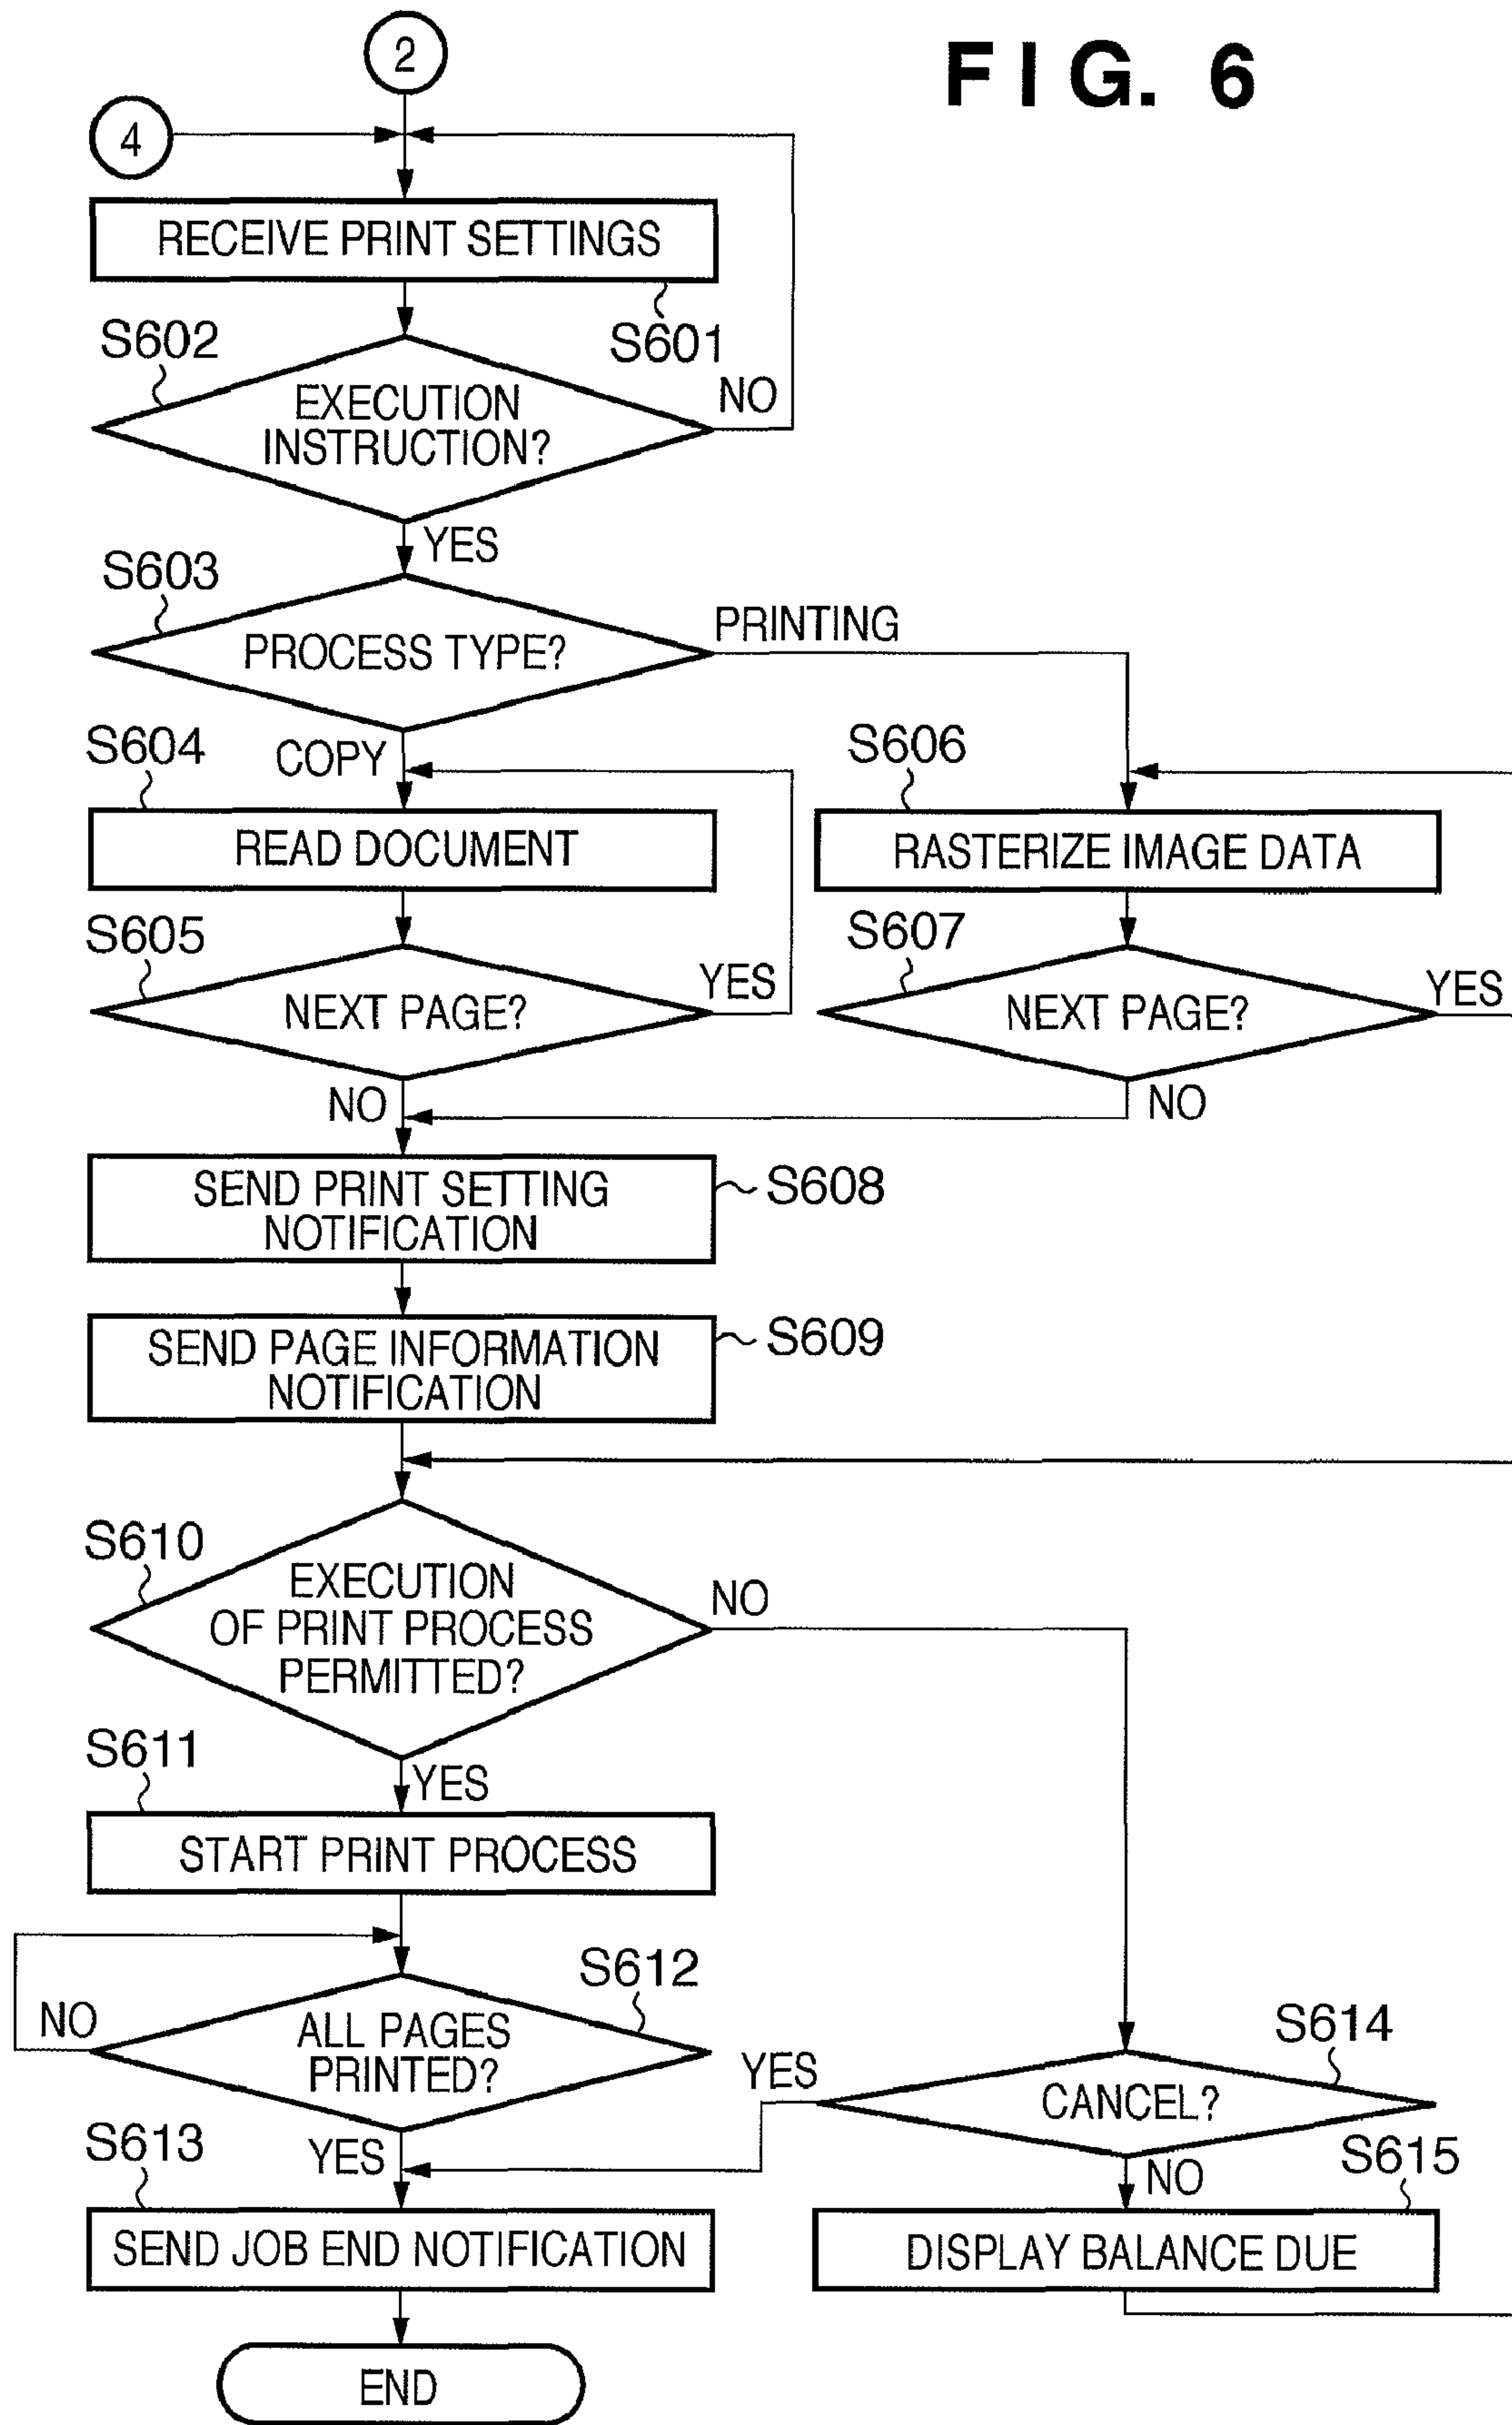 FIG. 6
2
4
RECEIVE PRINT SETTINGS
S601
S602
EXECUTION
INSTRUCTION?
NO
YES
S603
PROCESS TYPE?
PRINTING
COPY
S604
READ DOCUMENT
S606
RASTERIZE IMAGE DATA
S605
NEXT PAGE?
YES
NO
S607
NEXT PAGE?
YES
NO
SEND PRINT SETTING
NOTIFICATION
S608
SEND PAGE INFORMATION
NOTIFICATION
S609
S610
EXECUTION
OF PRINT PROCESS
PERMITTED?
NO
YES
S611
START PRINT PROCESS
S612
ALL PAGES
PRINTED?
NO
YES
S614
CANCEL?
YES
NO
S613
SEND JOB END NOTIFICATION
S615
DISPLAY BALANCE DUE
END